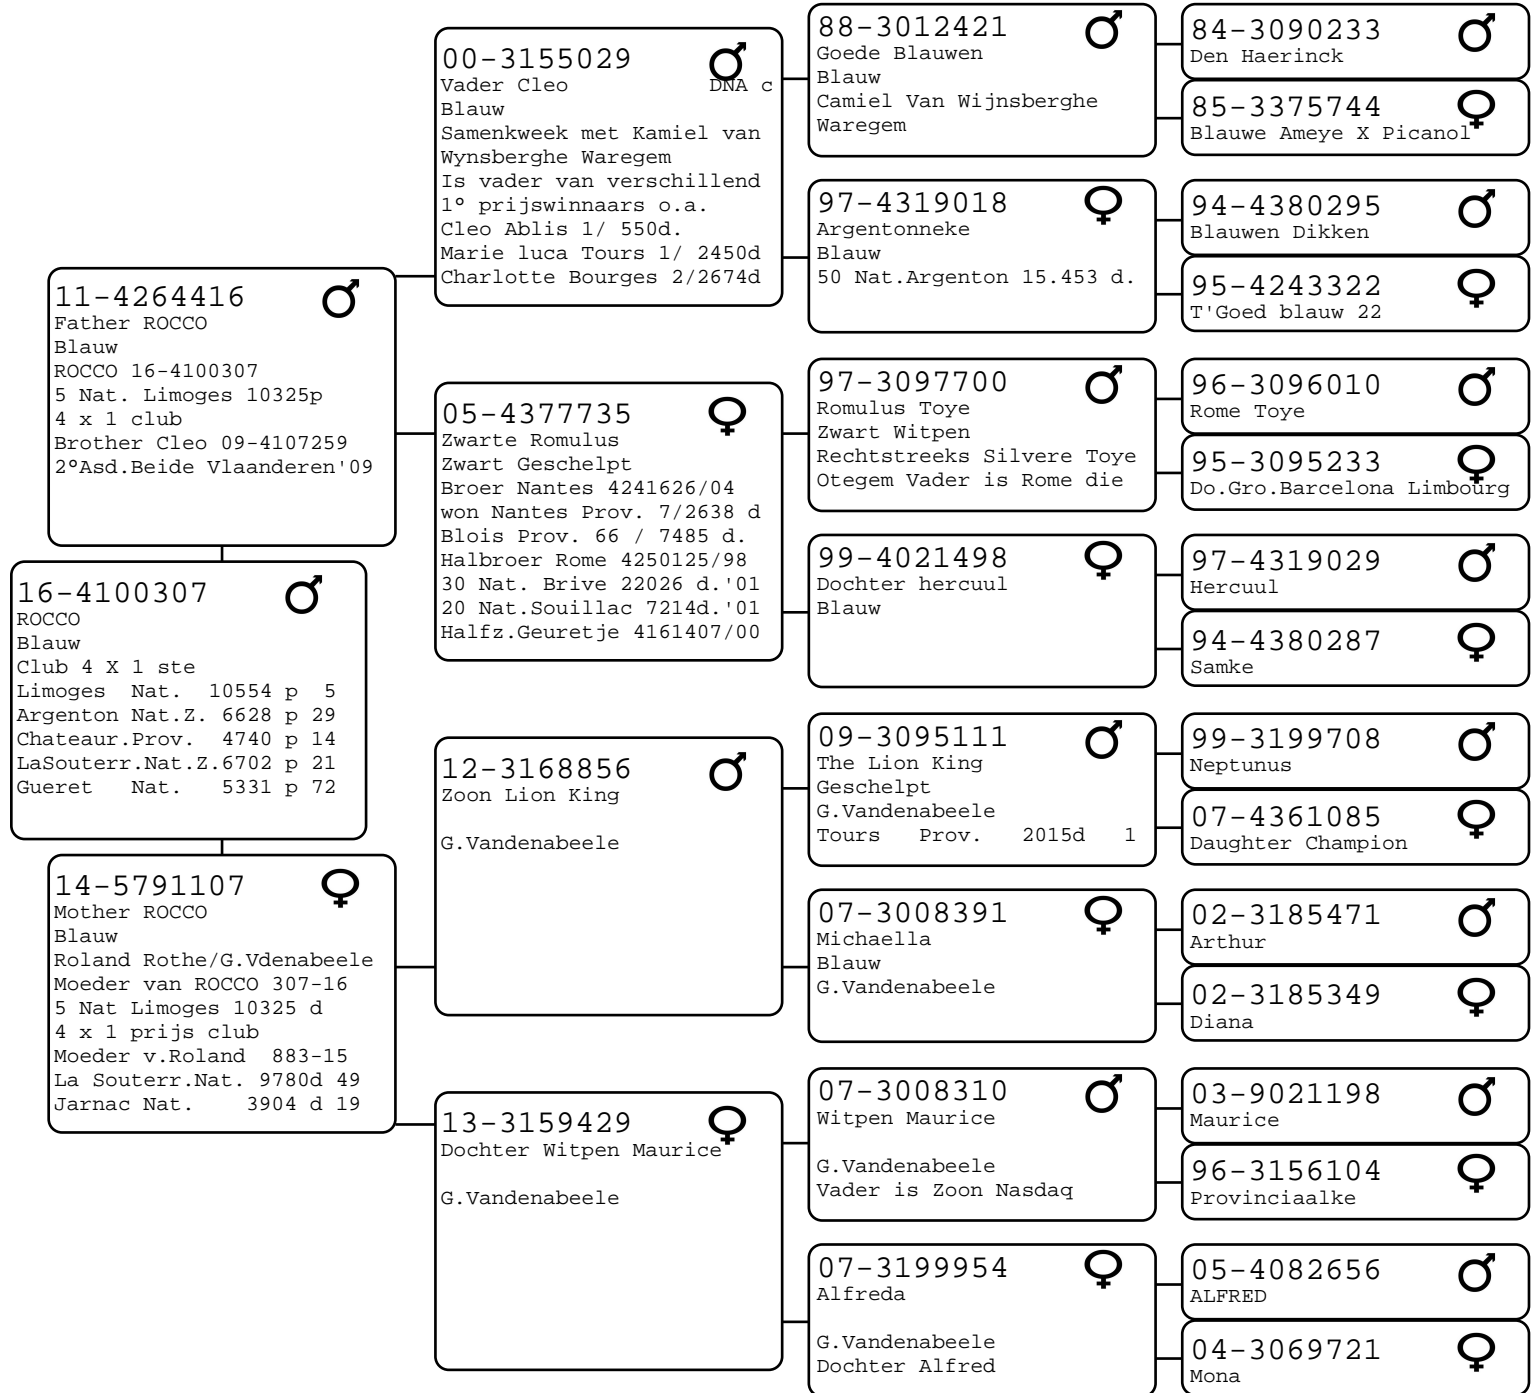 11-4264416
Father ROCCO
Blauw
ROCCO 16-4100307
5 Nat. Limoges 10325p
4 x 1 club
Brother Cleo 09-4107259
2°Asd.Beide Vlaanderen'09
16-4100307
ROCCO
Blauw
Club 4 X 1 ste
Limoges Nat. 10554 p 5
Argenton Nat.Z. 6628 p 29
Chateaur.Prov. 4740 p 14
LaSouterr.Nat.Z.6702 p 21
Gueret Nat. 5331 p 72
14-5791107
Mother ROCCO
Blauw
Roland Rothe/G.Vdenabeele
Moeder van ROCCO 307-16
5 Nat Limoges 10325 d
4 x 1 prijs club
Moeder v.Roland 883-15
La Souterr.Nat. 9780d 49
Jarnac Nat. 3904 d 19
00-3155029
Vader Cleo DNA c
Blauw
Samenkweek met Kamiel van
Wynsberghe Waregem
Is vader van verschillend
1° prijswinnaars o.a.
Cleo Ablis 1/ 550d.
Marie luca Tours 1/ 2450d
Charlotte Bourges 2/2674d
05-4377735
Zwarte Romulus
Zwart Geschelpt
Broer Nantes 4241626/04
won Nantes Prov. 7/2638 d
Blois Prov. 66 / 7485 d.
Halbroer Rome 4250125/98
30 Nat. Brive 22026 d.'01
20 Nat.Souillac 7214d.'01
Halfz.Geuretje 4161407/00
12-3168856
Zoon Lion King
G.Vandenabeele
13-3159429
Dochter Witpen Maurice
G.Vandenabeele
88-3012421
Goede Blauwen
Blauw
Camiel Van Wijnsberghe
Waregem
97-4319018
Argentonneke
Blauw
50 Nat.Argenton 15.453 d.
97-3097700
Romulus Toye
Zwart Witpen
Rechtstreeks Silvere Toye
Otegem Vader is Rome die
99-4021498
Dochter hercuul
Blauw
09-3095111
The Lion King
Geschelpt
G.Vandenabeele
Tours Prov. 2015d 1
07-3008391
Michaella
Blauw
G.Vandenabeele
07-3008310
Witpen Maurice
G.Vandenabeele
Vader is Zoon Nasdaq
07-3199954
Alfreda
G.Vandenabeele
Dochter Alfred
84-3090233
Den Haerinck
85-3375744
Blauwe Ameye X Picanol
94-4380295
Blauwen Dikken
95-4243322
T'Goed blauw 22
96-3096010
Rome Toye
95-3095233
Do.Gro.Barcelona Limbourg
97-4319029
Hercuul
94-4380287
Samke
99-3199708
Neptunus
07-4361085
Daughter Champion
02-3185471
Arthur
02-3185349
Diana
03-9021198
Maurice
96-3156104
Provinciaalke
05-4082656
ALFRED
04-3069721
Mona